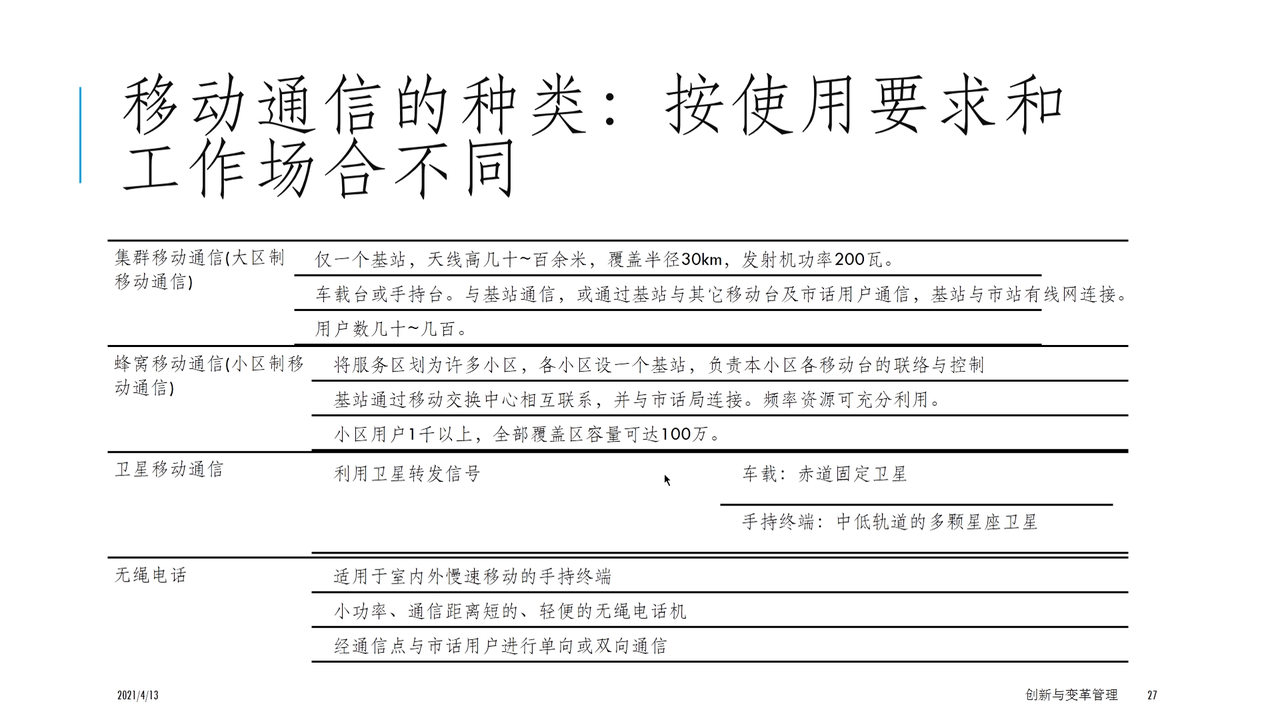 移动通信的种类：按使用要求和
工作场合不同
集群移动通信(大区制
移动通信)
仅一个基站，天线高几十~百余米，覆盖半径30km，发射机功率200瓦。
车载台或手持台。与基站通信，或通过基站与其它移动台及市话用户通信，基站与市站有线网连接。
用户数几十~几百。
蜂窝移动通信(小区制移
动通信)
将服务区划为许多小区，各小区设一个基站，负责本小区各移动台的联络与控制
基站通过移动交换中心相互联系，并与市话局连接。频率资源可充分利用。
小区用户1千以上，全部覆盖区容量可达100万。
卫星移动通信
利用卫星转发信号
车载：赤道固定卫星
手持终端：中低轨道的多颗星座卫星
无绳电话
适用于室内外慢速移动的手持终端
小功率、通信距离短的、轻便的无绳电话机
经通信点与市话用户进行单向或双向通信
2021/4/13
创新与变革管理
27